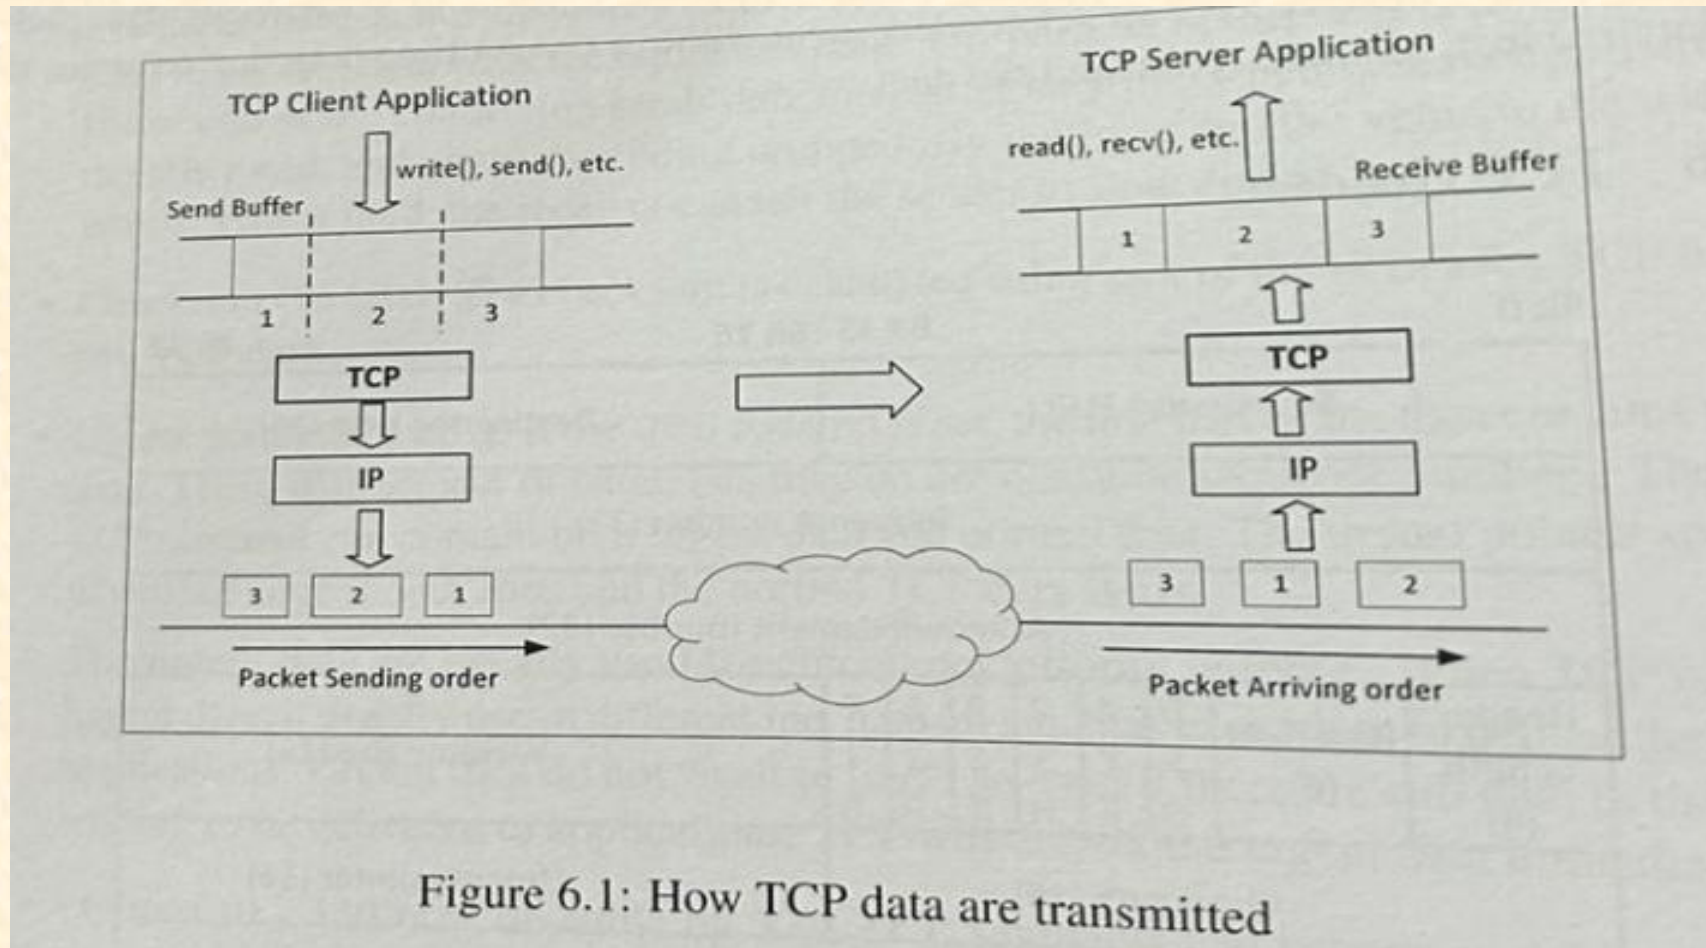 TCP Client Application
write(), send(), etc.
Send Buffer
1 2 3
TCP
IP
3 2 1
Packet Sending order
TCP Server Application
read(), recv(), etc.
Receive Buffer
1 2 3
TCP
IP
3 1 2
Packet Arriving order
Figure 6.1: How TCP data are transmitted